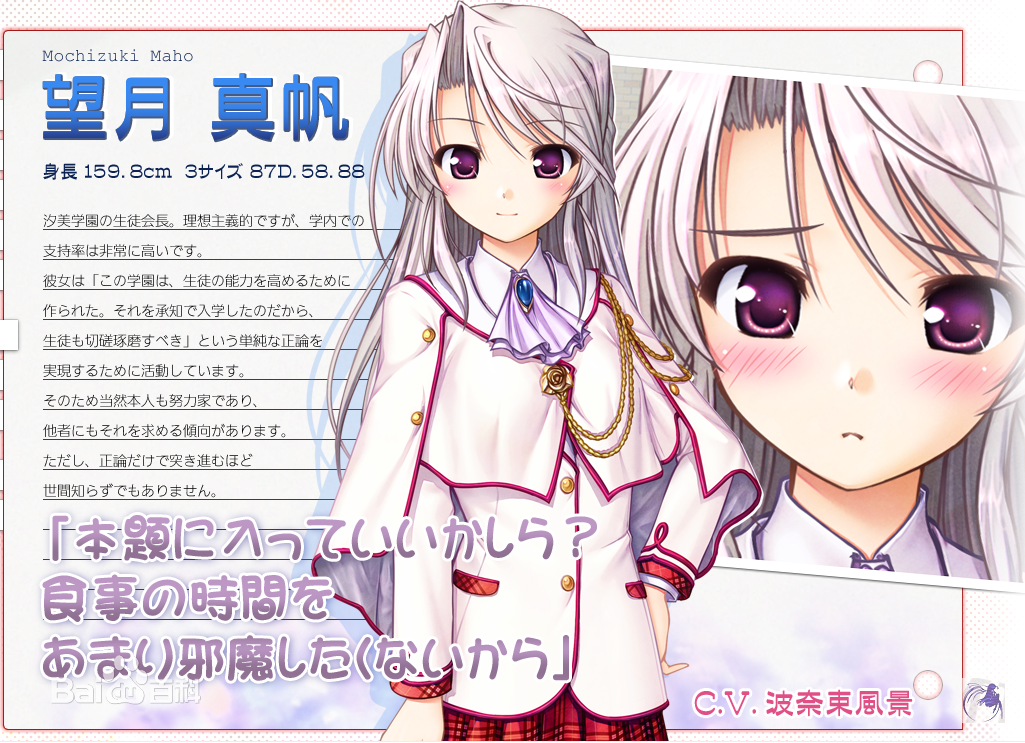 Mochizuki Maho
望月 真帆
身長 159.8cm 3サイズ 87D.58.88
汐美学園の生徒会長。理想主義的ですが、学内での
支持率は非常に高いです。
彼女は「この学園は、生徒の能力を高めるために
作られた。それを承知で入学したのだから、
生徒も切磋琢磨すべき」という単純な正論を
実現するために活動しています。
そのため当然本人も努力家であり、
他者にもそれを求める傾向があります。
ただし、正論だけで突き進むほど
世間知らずでもありません。
「本題に入っていいかしら？
食事の時間を
あまり邪魔したくないから」
Bai 百科
C.V. 波奈束風景